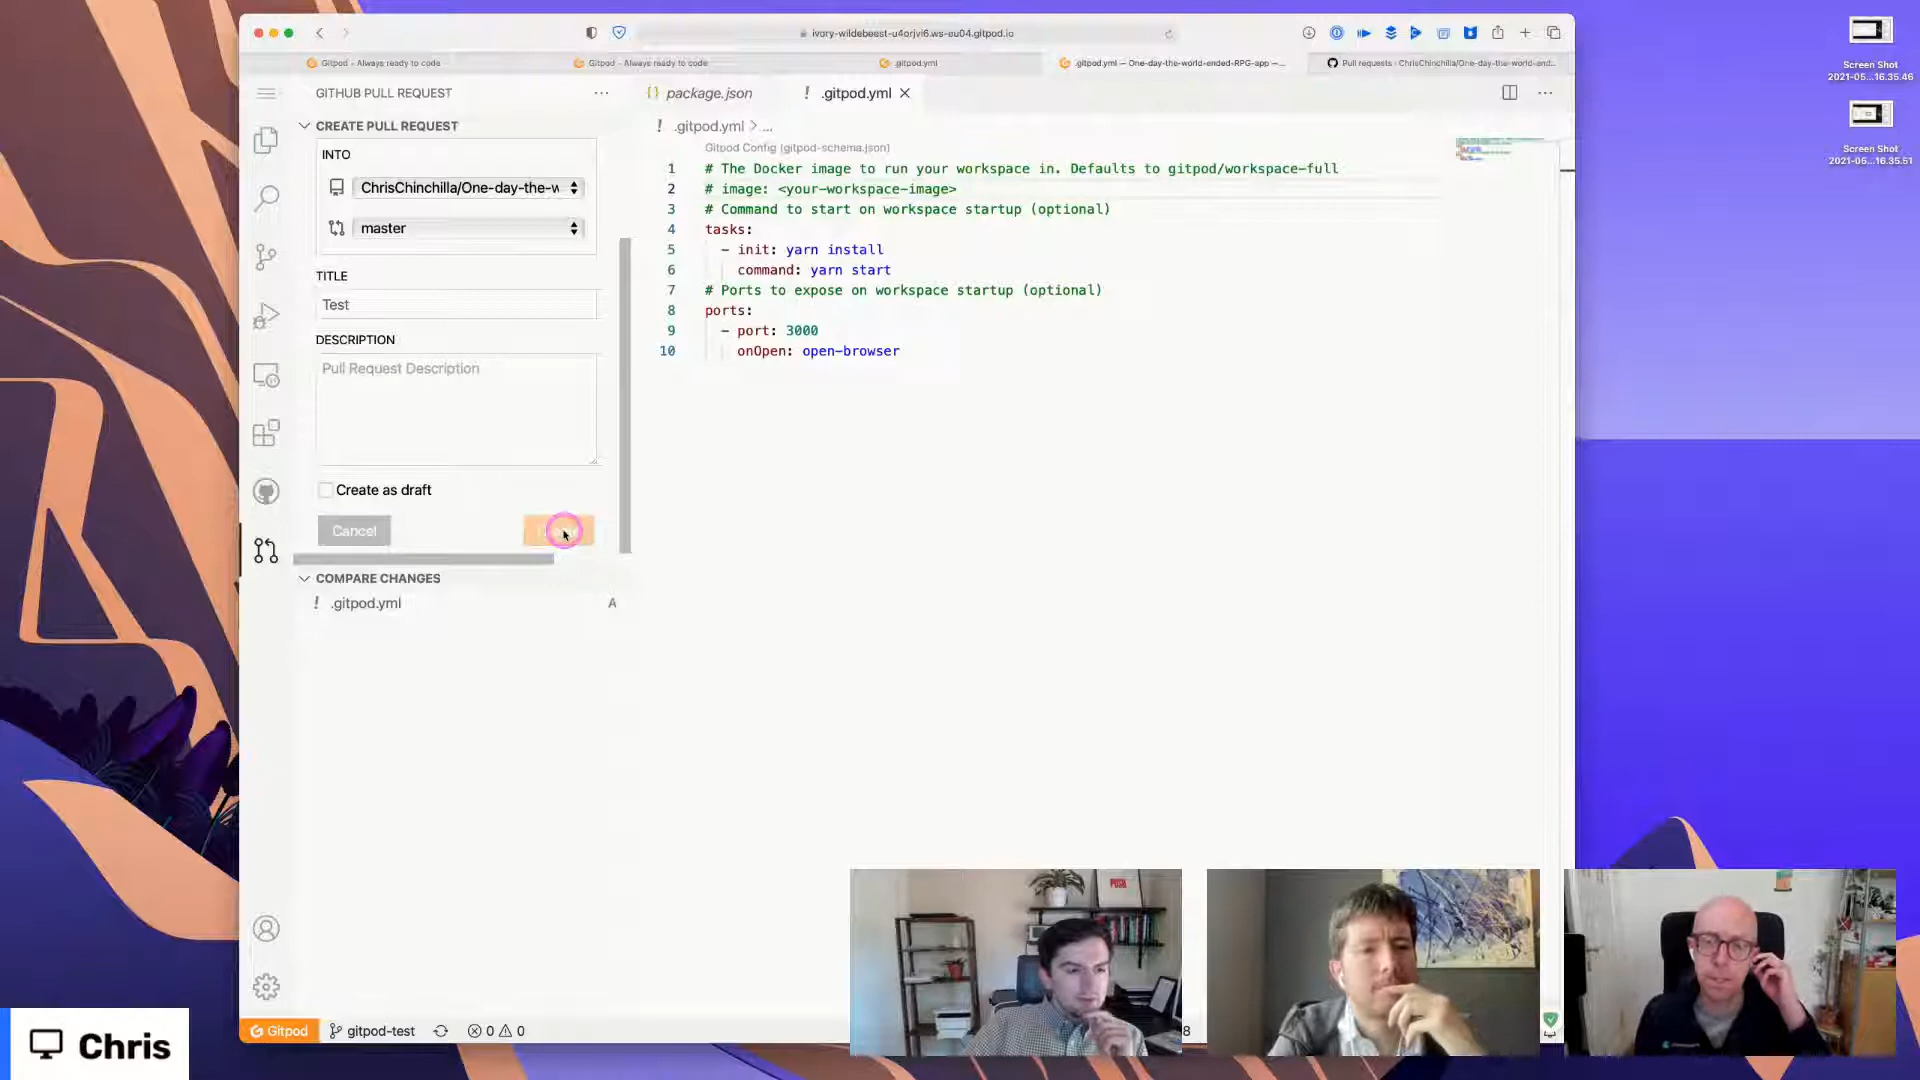 ivory-wildebeest-u4orjvi6.ws-eu04.gitpod.io
Gitpod - Always ready to code
Gitpod - Always ready to code
.gitpod.yml
.gitpod.yml — One-day-the-world-ended-RPG-app —...
Pull requests · ChrisChinchilla/One-day-the-world-end...
Screen Shot
2021-05...16.35.46
Screen Shot
2021-05...16.35.51
GITHUB PULL REQUEST
CREATE PULL REQUEST
INTO
ChrisChinchilla/One-day-the-w
master
TITLE
Test
DESCRIPTION
Pull Request Description
Create as draft
Cancel
COMPARE CHANGES
! .gitpod.yml A
{} package.json
! .gitpod.yml
! .gitpod.yml > ...
Gitpod Config (gitpod-schema.json)
1 # The Docker image to run your workspace in. Defaults to gitpod/workspace-full
2 # image: <your-workspace-image>
3 # Command to start on workspace startup (optional)
4 tasks:
5 - init: yarn install
6 command: yarn start
7 # Ports to expose on workspace startup (optional)
8 ports:
9 - port: 3000
10 onOpen: open-browser
Gitpod
gitpod-test
0 0
8
PUSH
Chris